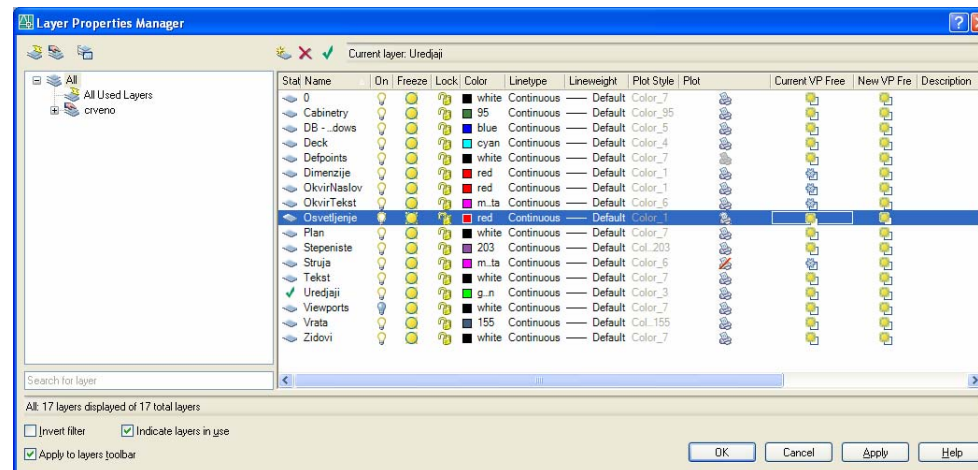 Layer Properties Manager
Current layer: Uredjaji
All
All Used Layers
crveno
Stat Name On Freeze Lock Color Linetype Lineweight Plot Style Plot Current VP Free New VP Fre Description
0 white Continuous Default Color_7
Cabinetry 95 Continuous Default Color_95
DB - ..dows blue Continuous Default Color_5
Deck cyan Continuous Default Color_4
Defpoints white Continuous Default Color_7
Dimenzije red Continuous Default Color_1
OkvirNaslov red Continuous Default Color_1
OkvirTekst m..ta Continuous Default Color_6
Osvetljenje red Continuous Default Color_1
Plan white Continuous Default Color_7
Stepeniste 203 Continuous Default Col..203
Struja m..ta Continuous Default Color_6
Tekst white Continuous Default Color_7
Uredjaji g..n Continuous Default Color_3
Viewports white Continuous Default Color_7
Vrata 155 Continuous Default Col..155
Zidovi white Continuous Default Color_7
Search for layer
All: 17 layers displayed of 17 total layers
Invert filter Indicate layers in use
Apply to layers toolbar
OK Cancel Apply Help